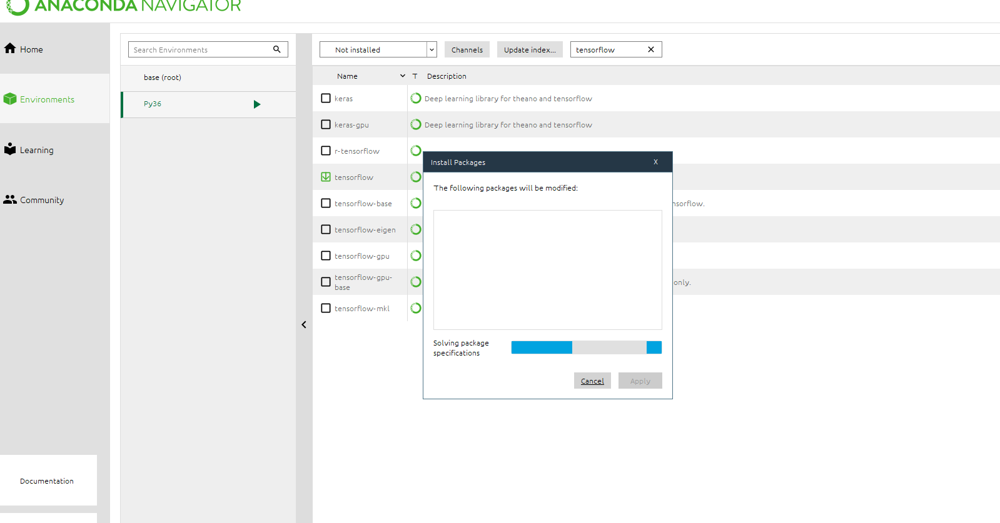 ANACONDA NAVIGATOR
Home
Environments
Learning
Community
Documentation
Search Environments
base (root)
Py36
Not installed
Channels
Update index...
tensorflow
Name
T
Description
keras
Deep learning library for theano and tensorflow
keras-gpu
Deep learning library for theano and tensorflow
r-tensorflow
tensorflow
tensorflow-base
nsorflow.
tensorflow-eigen
tensorflow-gpu
tensorflow-gpu-
base
only.
tensorflow-mkl
Install Packages
X
The following packages will be modified:
Solving package
specifications
Cancel
Apply